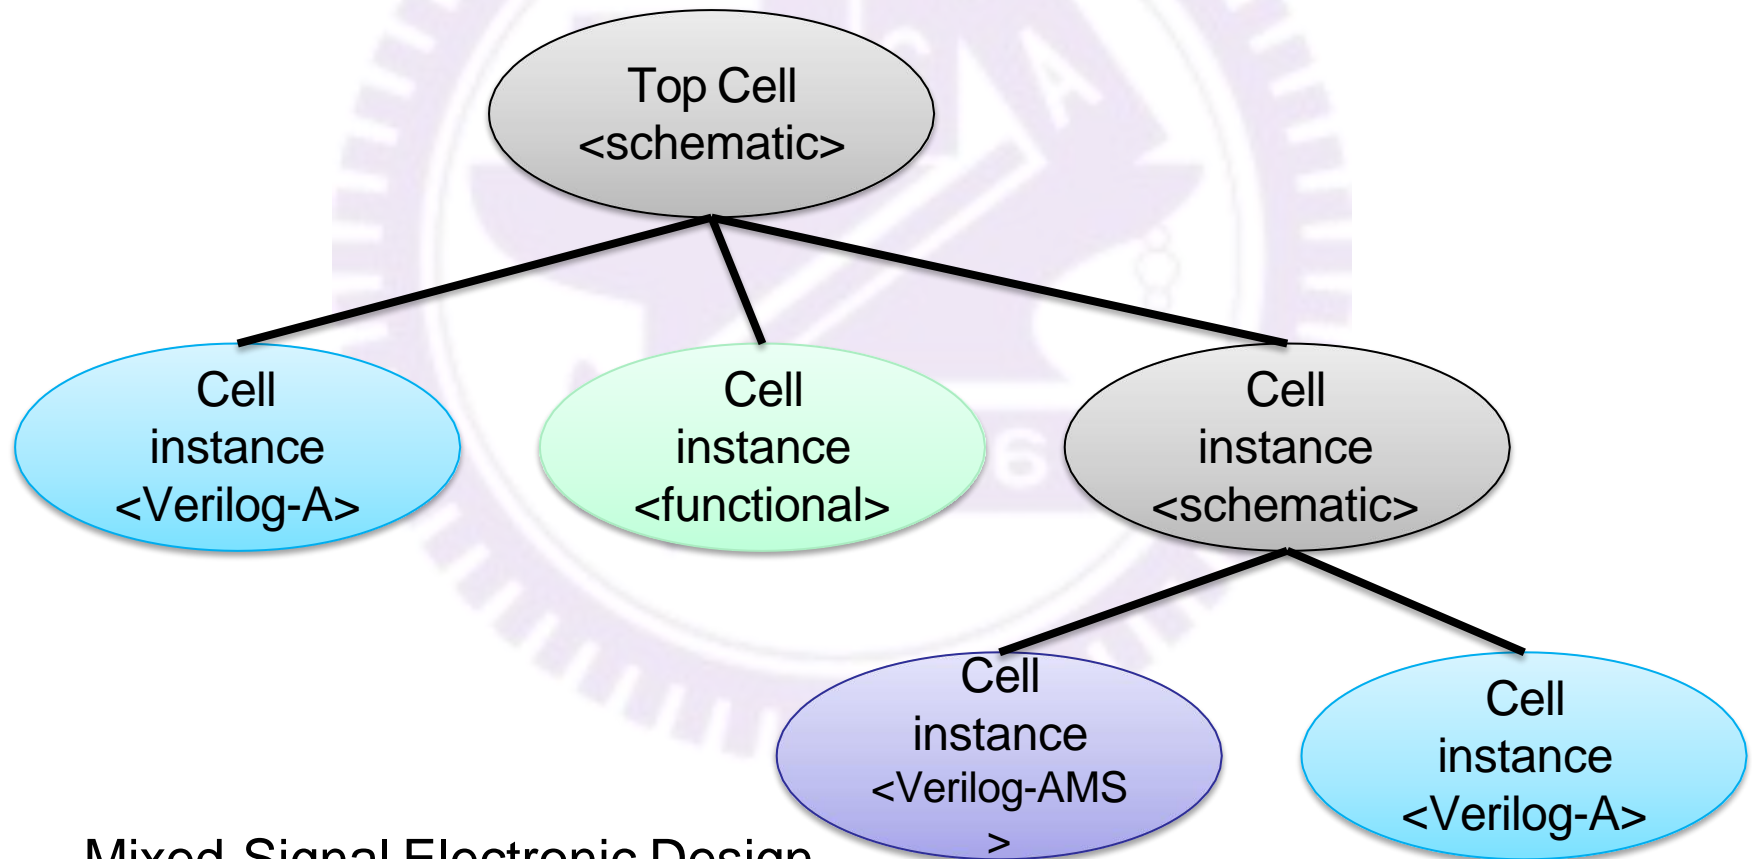 Top Cell
<schematic>
Cell
instance
<Verilog-A>
Cell
instance
<functional>
Cell
instance
<schematic>
Cell
instance
<Verilog-AMS
>
Cell
instance
<Verilog-A>
Mixed-Signal Electronic Design